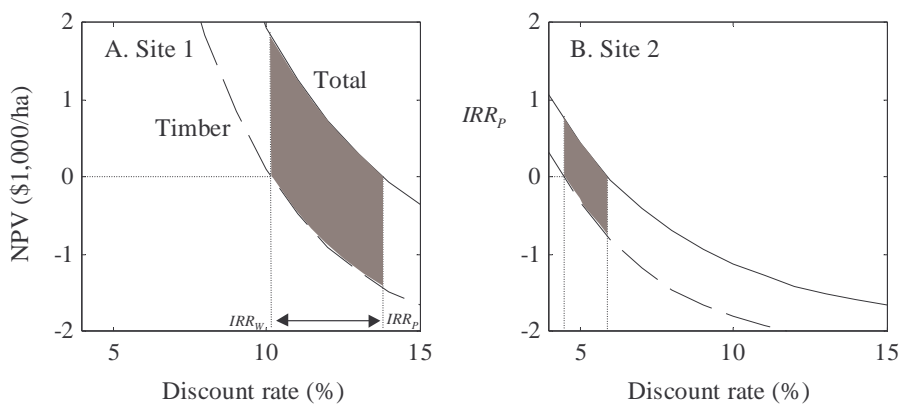 A. Site 1
B. Site 2
NPV ($1,000/ha)
2
1
0
-1
-2
Total
Timber
IRR_W
IRR_P
5
10
15
Discount rate (%)
IRR_P
2
1
0
-1
-2
5
10
15
Discount rate (%)